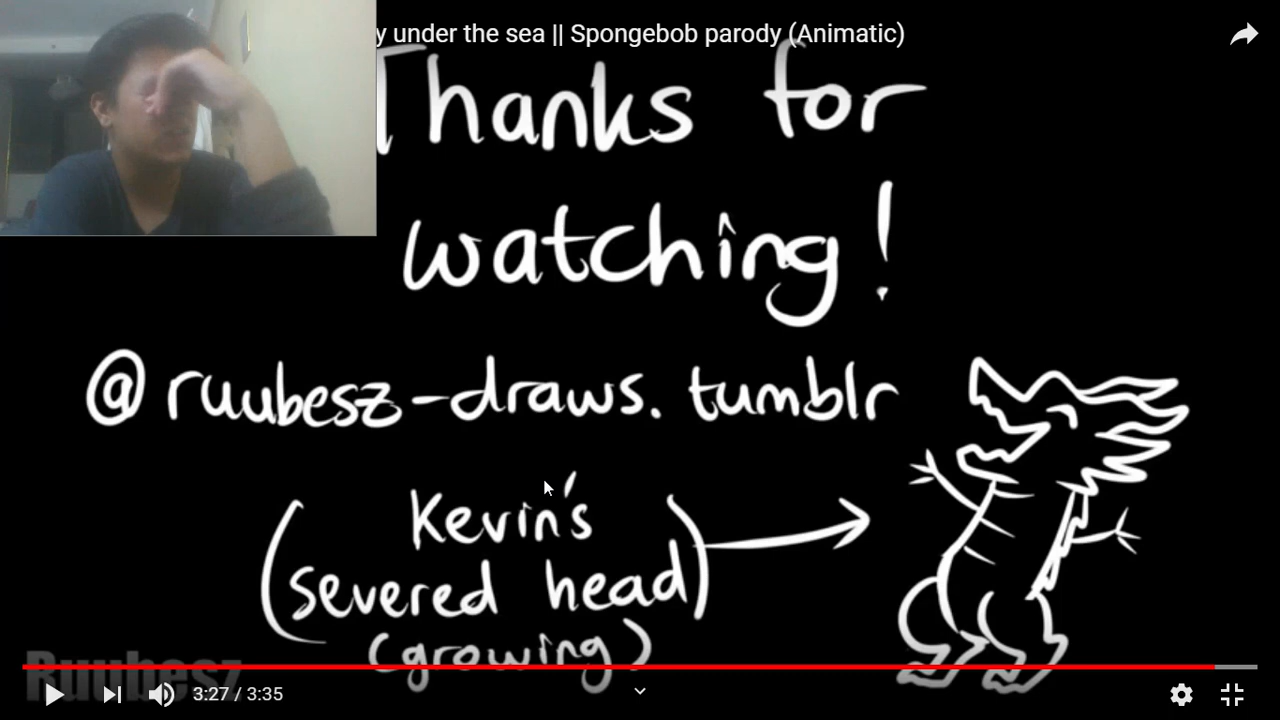 y under the sea || Spongebob parody (Animatic)
Thanks for
watching!
@ruubesz-draws.tumblr
Kevin's
(severed head)
(growing)
Ruubesz
3:27 / 3:35